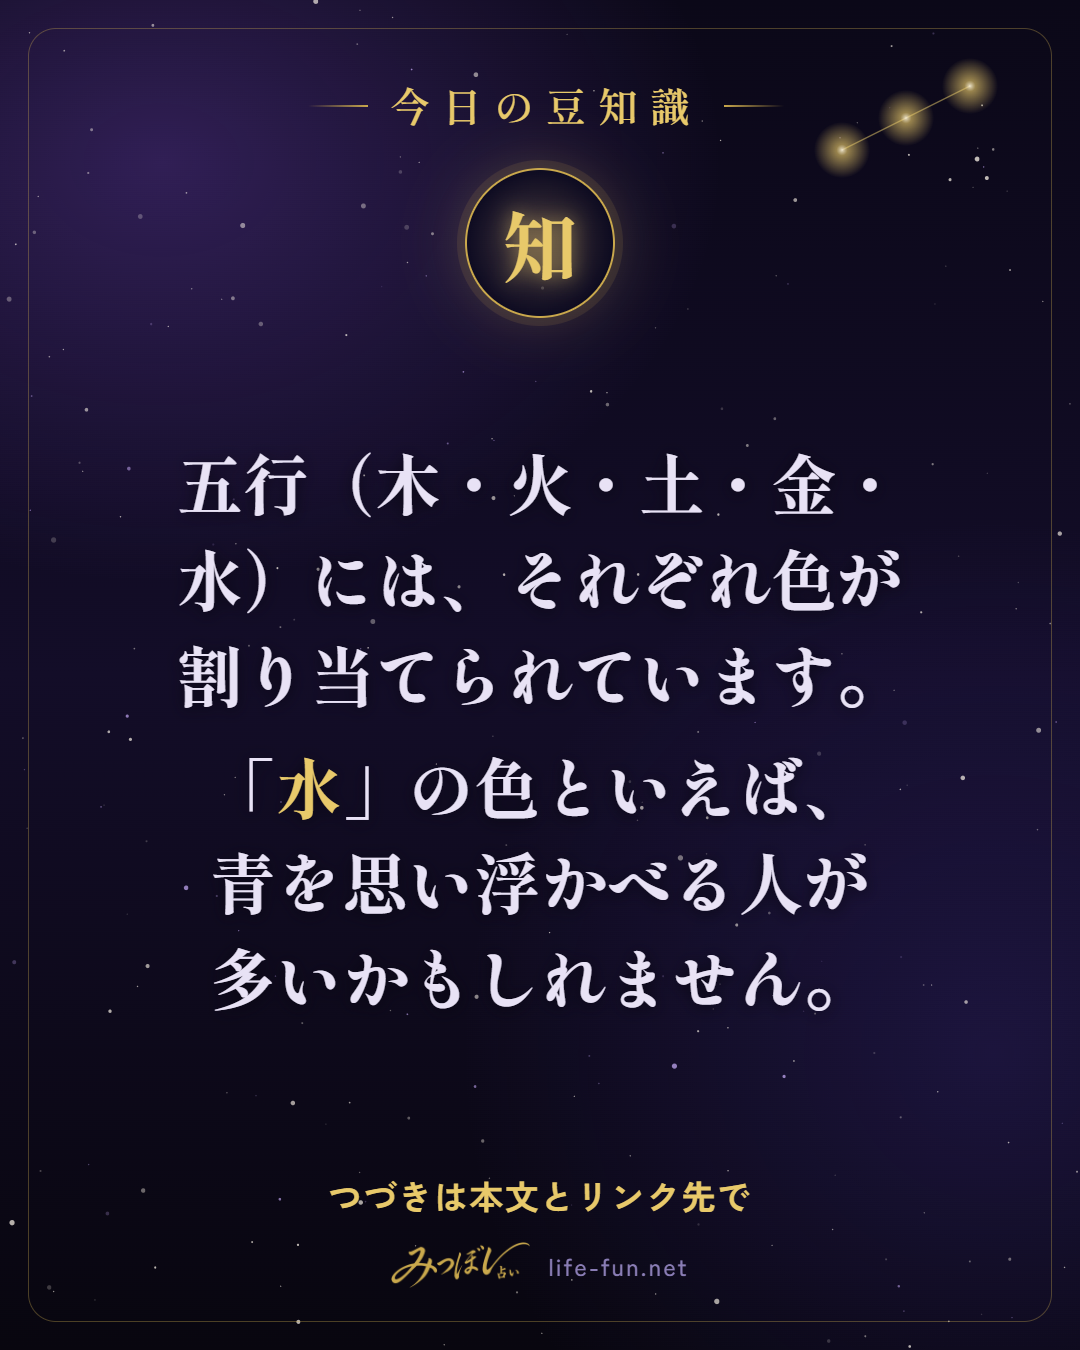 今日の豆知識
知
五行（木・火・土・金・
水）には、それぞれ色が
割り当てられています。
「水」の色といえば、
青を思い浮かべる人が
多いかもしれません。
つづきは本文とリンク先で
みつぼし占い life-fun.net